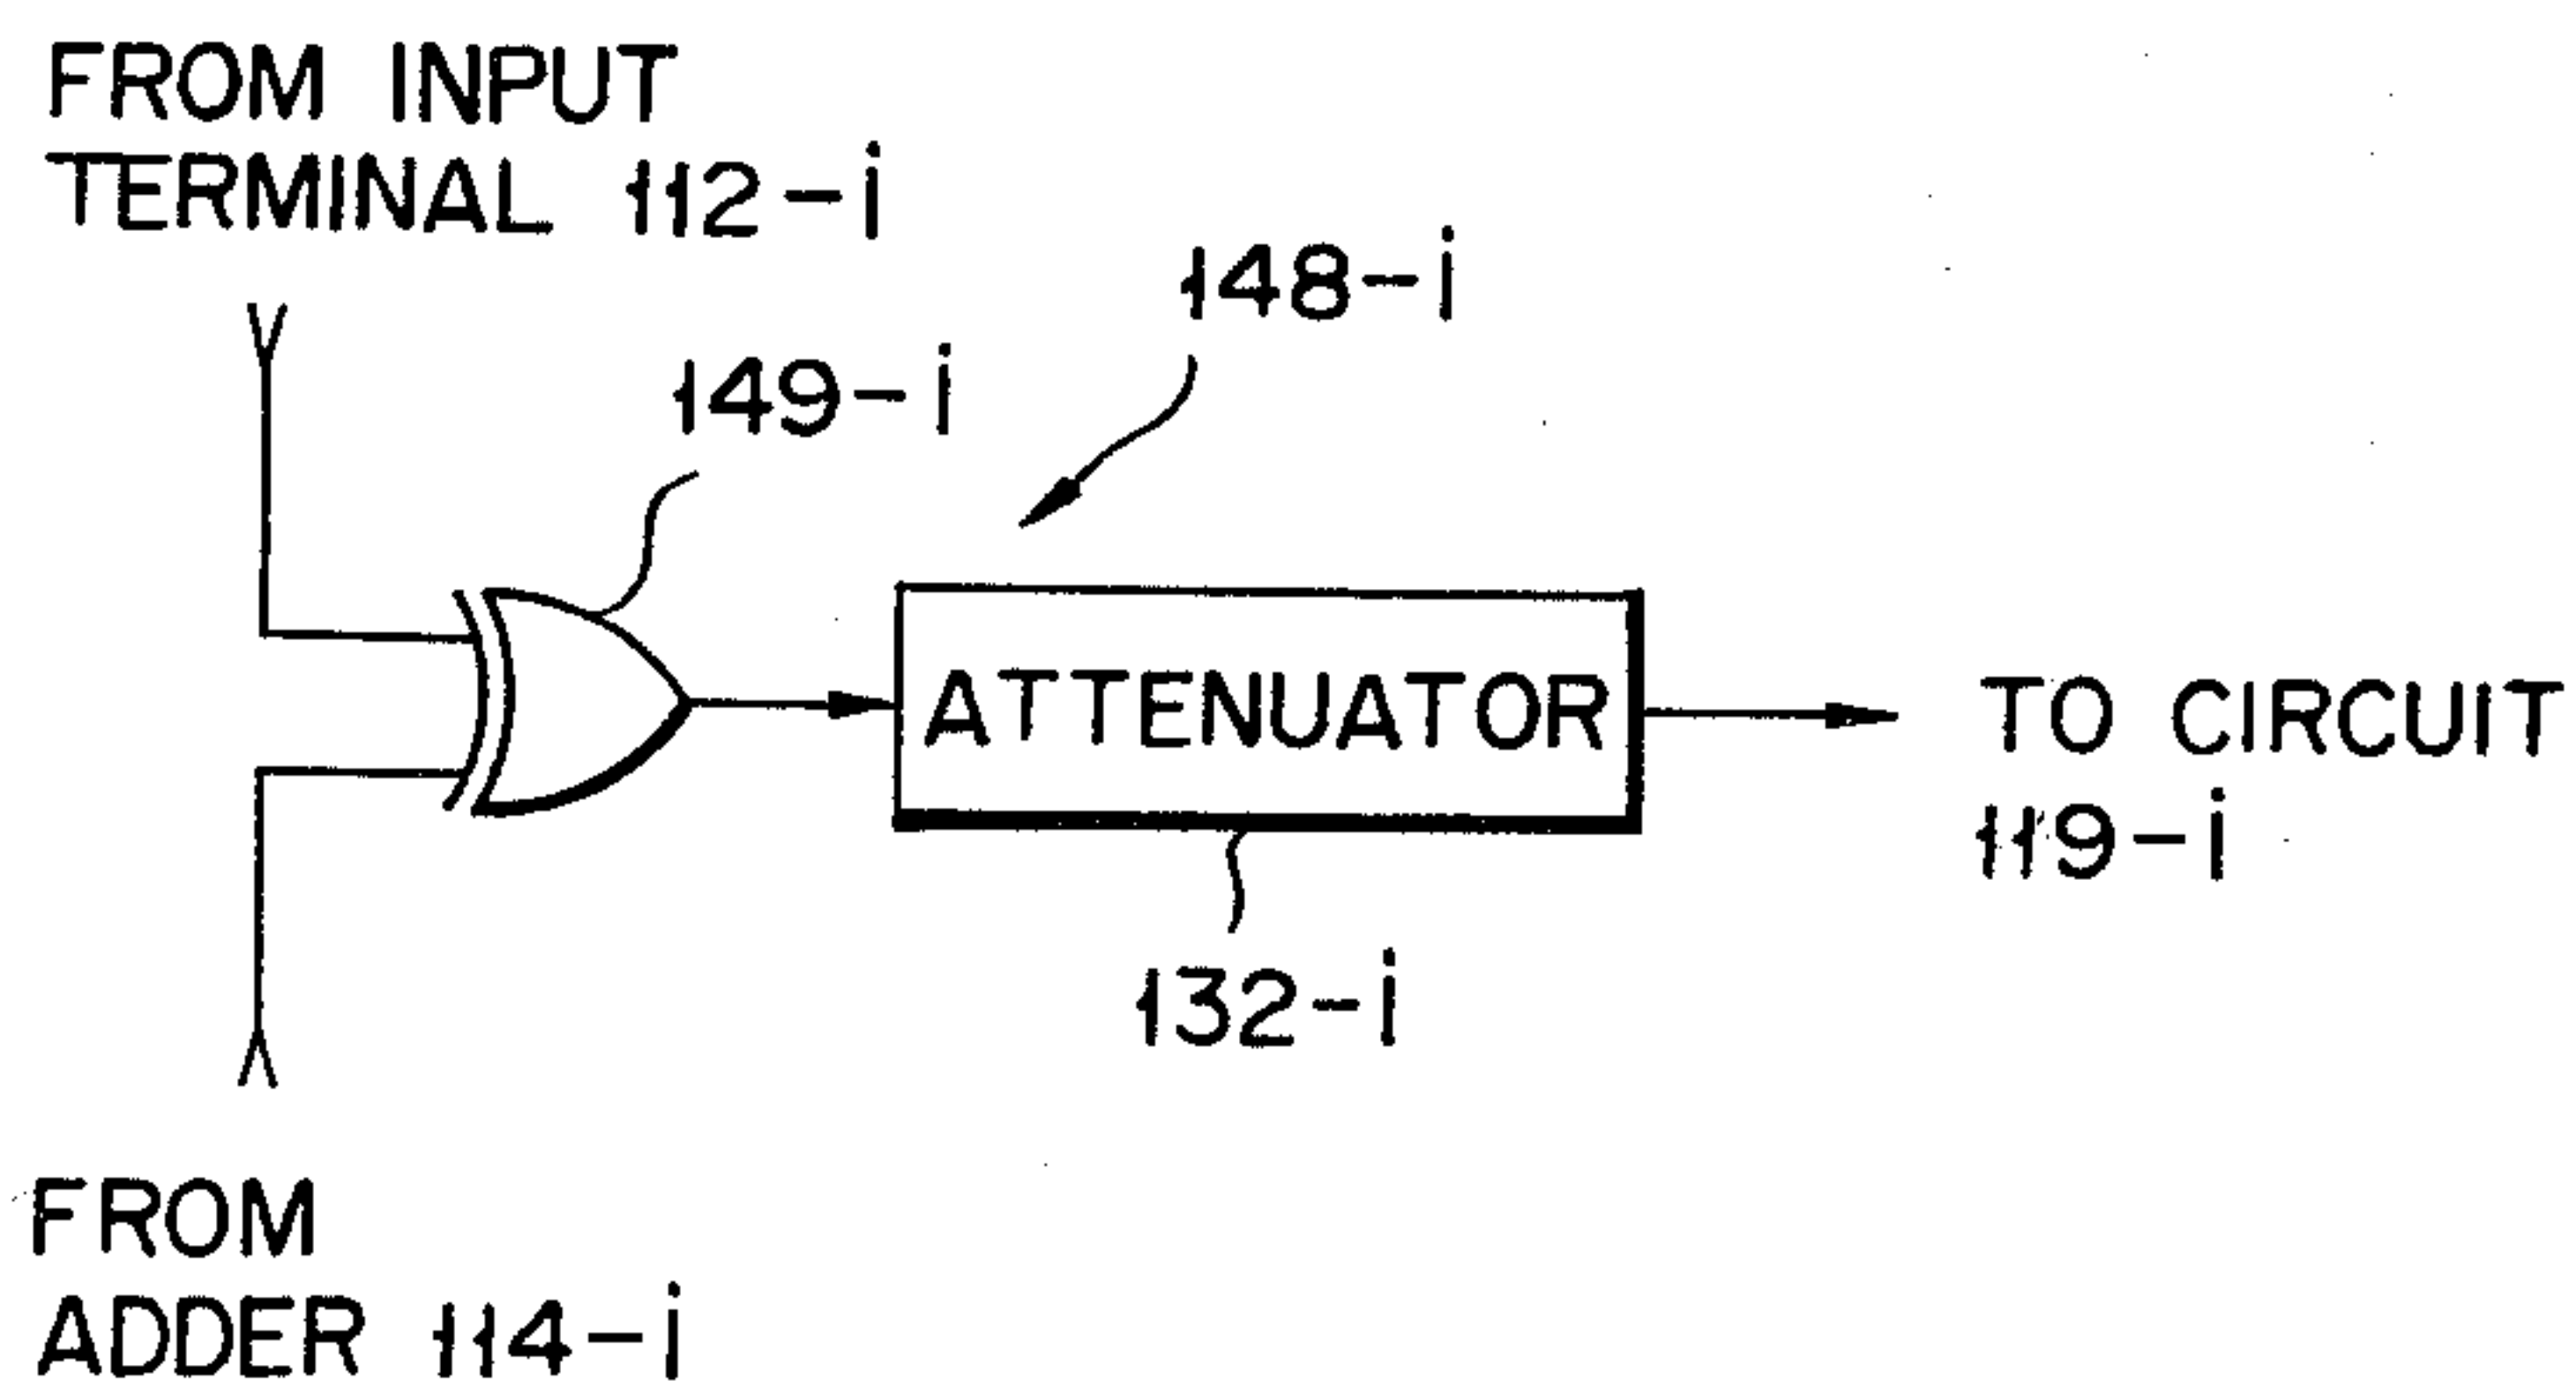 FROM INPUT
TERMINAL 112-i
148-i
149-i
ATTENUATOR
TO CIRCUIT
119-i
132-i
FROM
ADDER 114-i